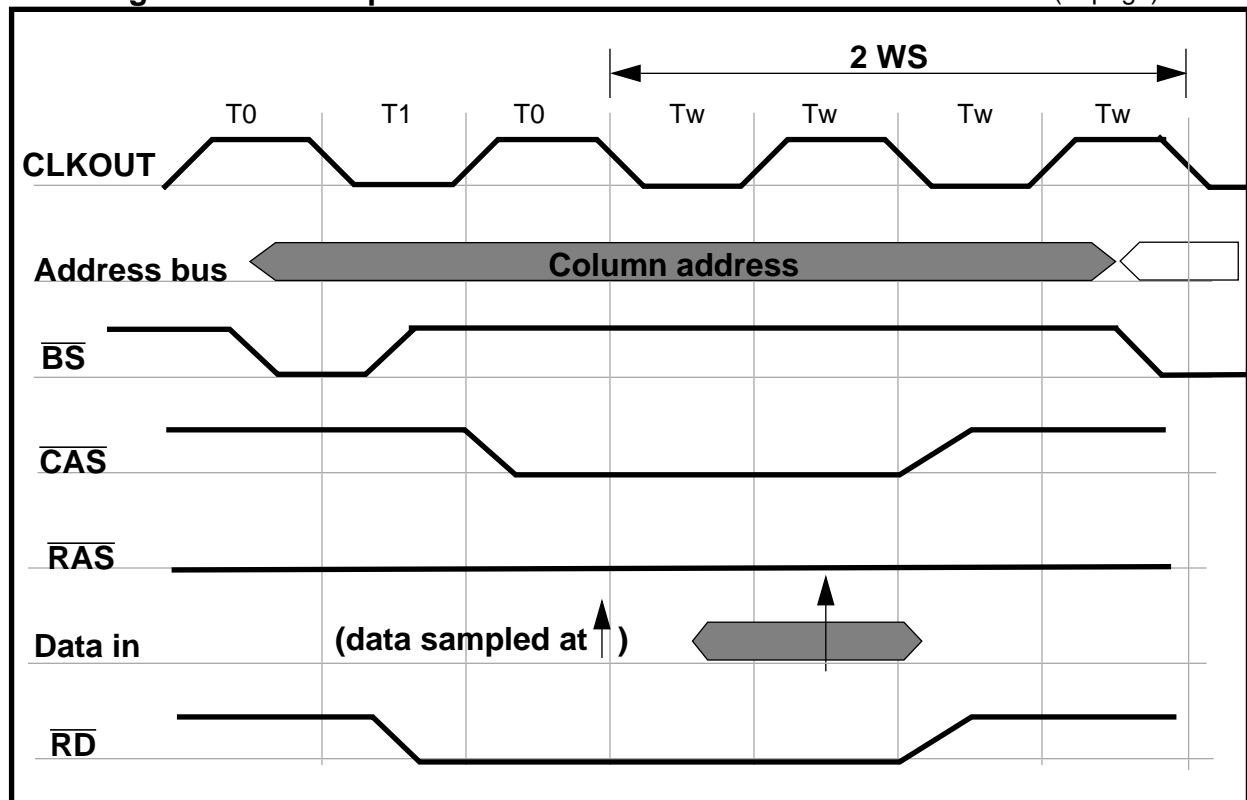 2 WS
T0 T1 T0 Tw Tw Tw Tw
CLKOUT
Address bus
Column address
BS
CAS
RAS
Data in
(data sampled at )
RD